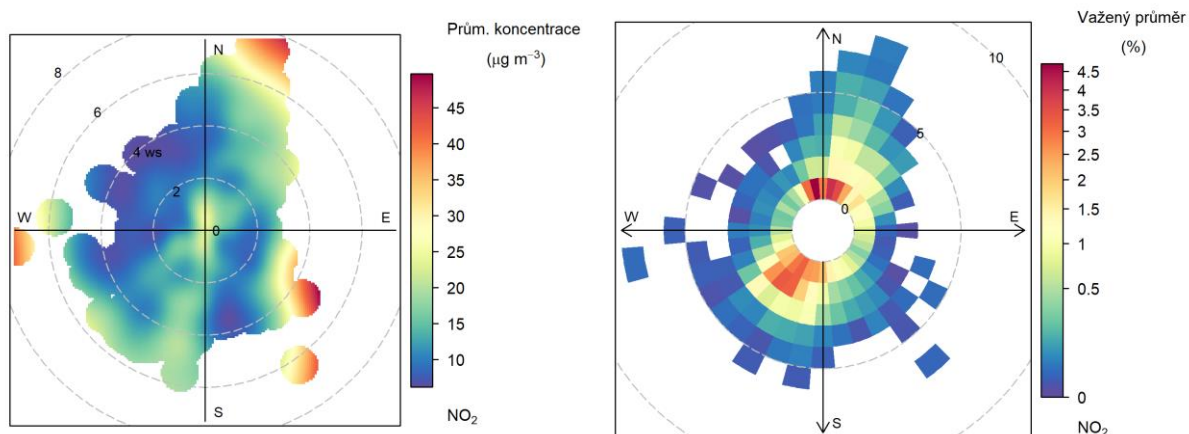 Prům. koncentrace
(μg m⁻³)
N
8
6
4 ws
2
0
W
E
S
45
40
35
30
25
20
15
10
NO₂
Vážený průměr
(%)
N
10
5
0
W
E
S
4.5
4
3.5
3
2.5
2
1.5
1
0.5
0
NO₂